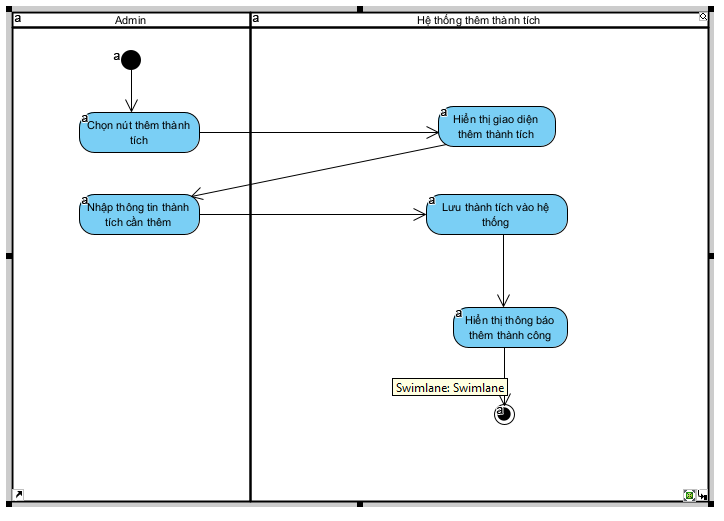 a
Admin
a
Hệ thống thêm thành tích
a
a
Chọn nút thêm thành
tích
a
Hiển thị giao diện
thêm thành tích
a
Nhập thông tin thành
tích cần thêm
a
Lưu thành tích vào hệ
thống
a
Hiển thị thông báo
thêm thành công
Swimlane: Swimlane
a